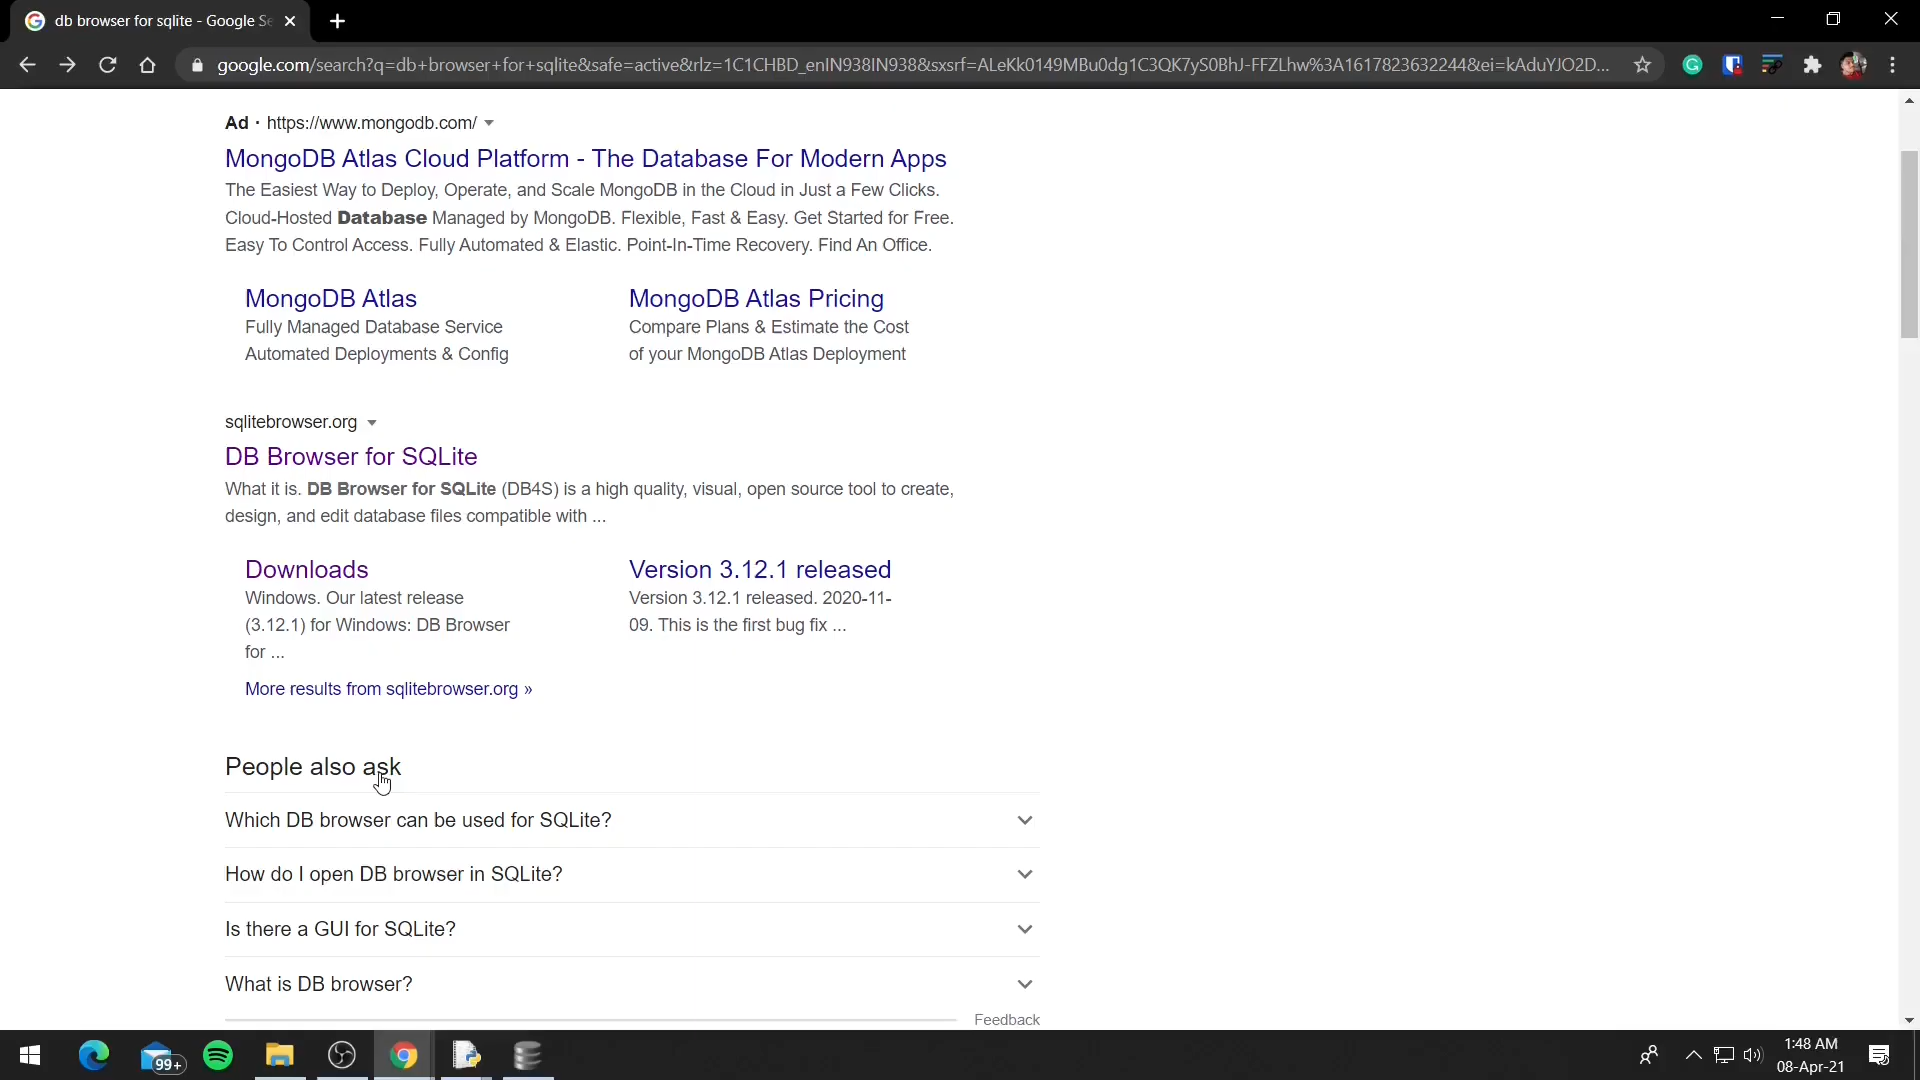 db browser for sqlite - Google Se
google.com/search?q=db+browser+for+sqlite&safe=active&rlz=1C1CHBD_enIN938IN938&sxsrf=ALeKk0149MBu0dg1C3QK7yS0BhJ-FFZLhw%3A1617823632244&ei=kAduYJO2D...
Ad · https://www.mongodb.com/
MongoDB Atlas Cloud Platform - The Database For Modern Apps
The Easiest Way to Deploy, Operate, and Scale MongoDB in the Cloud in Just a Few Clicks.
Cloud-Hosted Database Managed by MongoDB. Flexible, Fast & Easy. Get Started for Free.
Easy To Control Access. Fully Automated & Elastic. Point-In-Time Recovery. Find An Office.
MongoDB Atlas
Fully Managed Database Service
Automated Deployments & Config
MongoDB Atlas Pricing
Compare Plans & Estimate the Cost
of your MongoDB Atlas Deployment
sqlitebrowser.org
DB Browser for SQLite
What it is. DB Browser for SQLite (DB4S) is a high quality, visual, open source tool to create,
design, and edit database files compatible with ...
Downloads
Windows. Our latest release
(3.12.1) for Windows: DB Browser
for ...
Version 3.12.1 released
Version 3.12.1 released. 2020-11-
09. This is the first bug fix ...
More results from sqlitebrowser.org »
People also ask
Which DB browser can be used for SQLite?
How do I open DB browser in SQLite?
Is there a GUI for SQLite?
What is DB browser?
Feedback
99+
1:48 AM
08-Apr-21